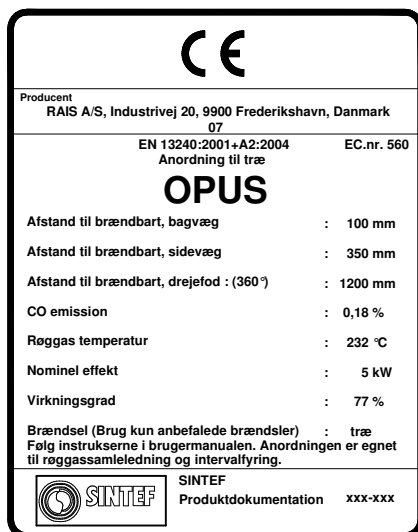 CE
Producent
RAIS A/S, Industrivej 20, 9900 Frederikshavn, Danmark
07
EN 13240:2001+A2:2004 EC.nr. 560
Anordning til træ
OPUS
Afstand til brændbart, bagvæg : 100 mm
Afstand til brændbart, sidevæg : 350 mm
Afstand til brændbart, drejefod : (360°) : 1200 mm
CO emission : 0,18 %
Røggas temperatur : 232 °C
Nominel effekt : 5 kW
Virkningsgrad : 77 %
Brændsel (Brug kun anbefalede brændsler) : træ
Følg instrukserne i brugermanualen. Anordningen er egnet
til røggassamleledning og intervalfyring.
SINTEF
SINTEF
Produktdokumentation xxx-xxx